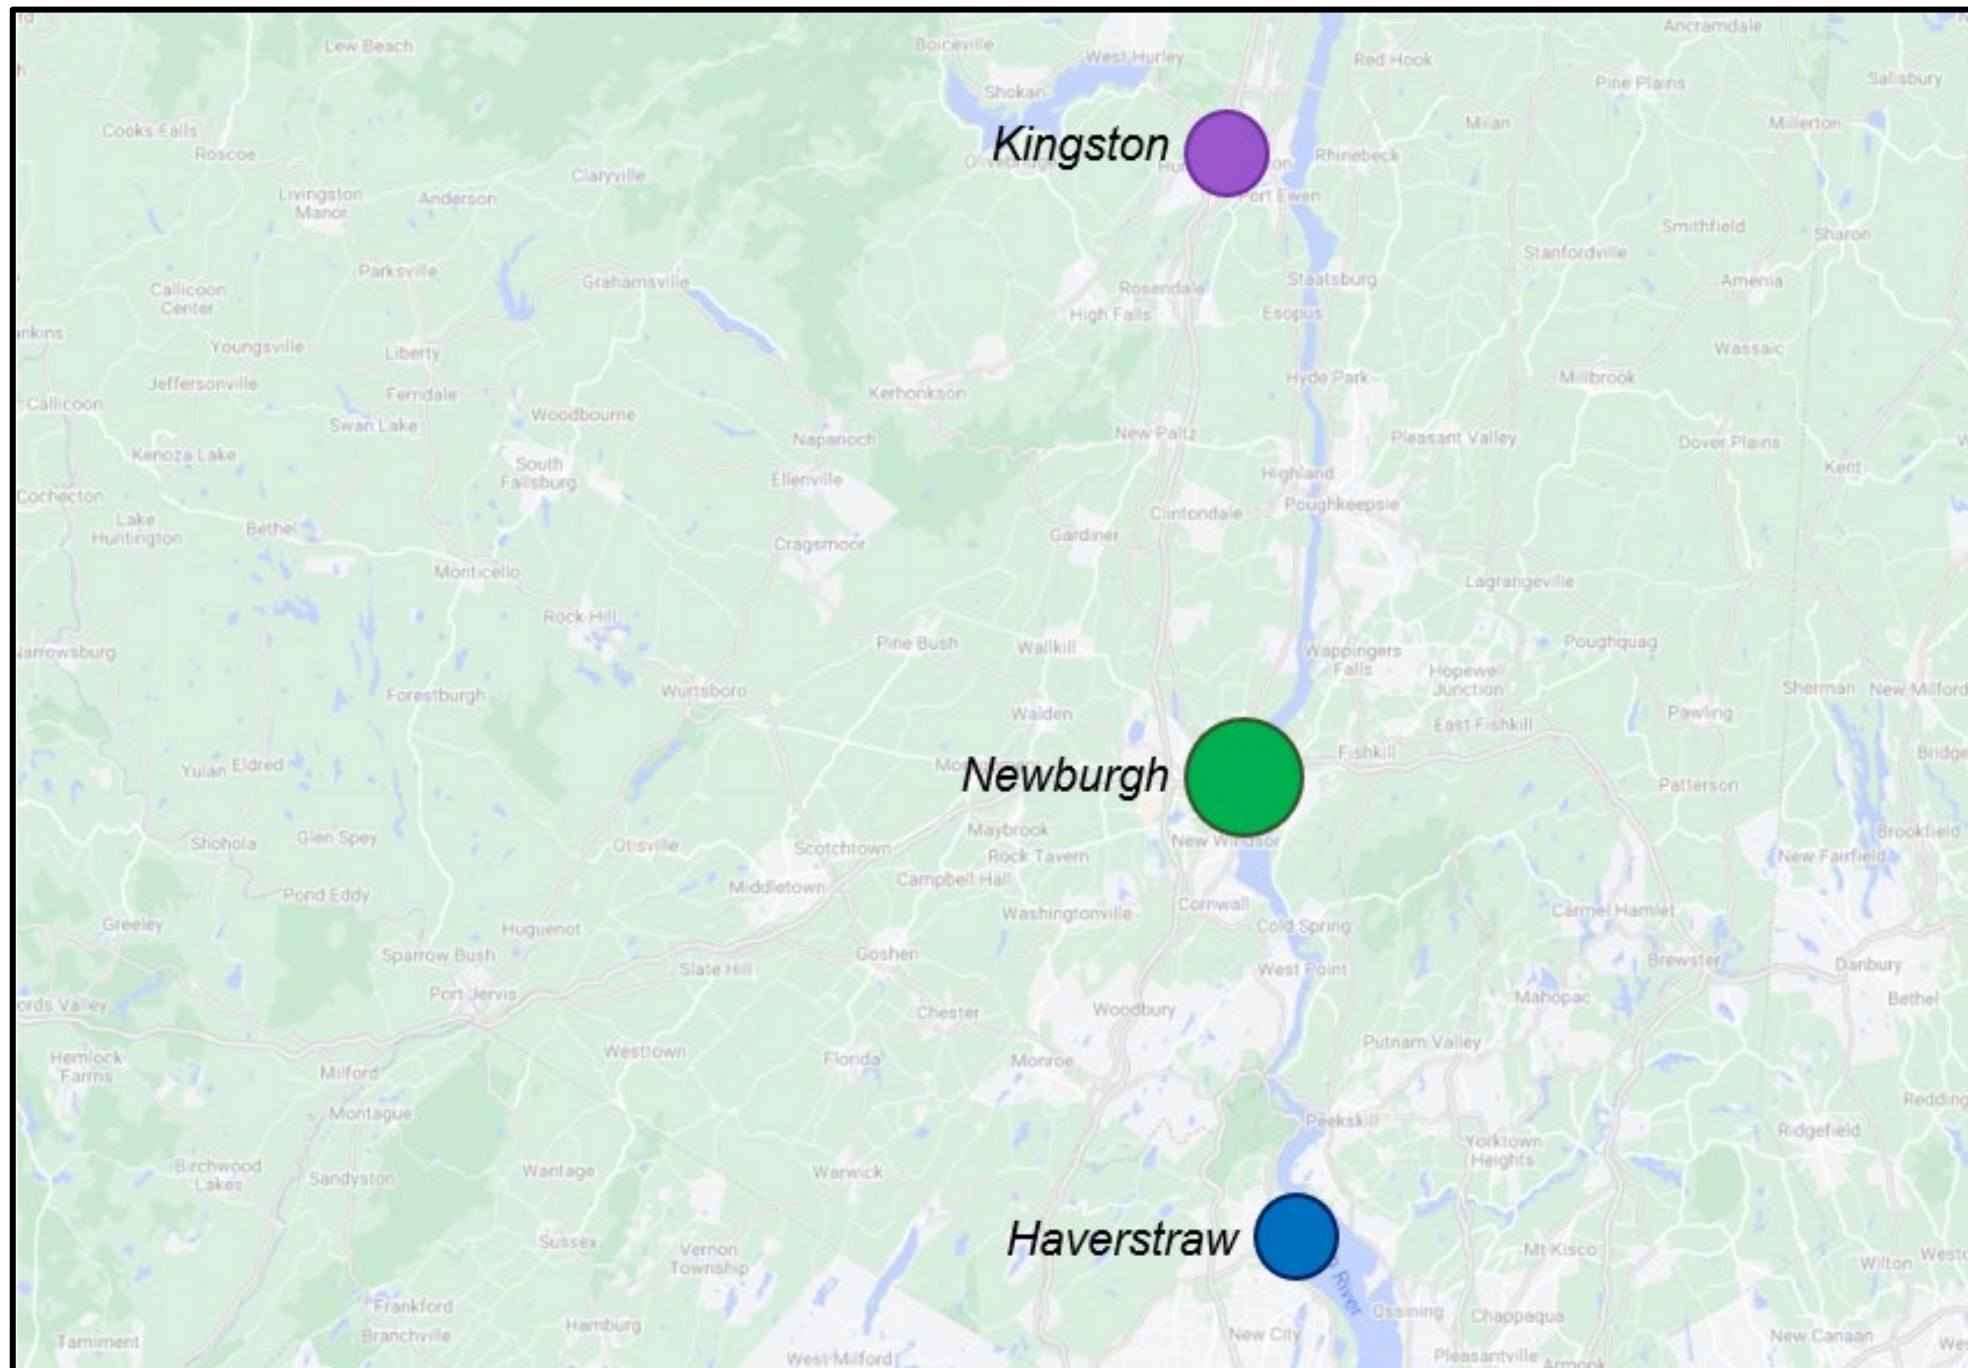 Lew Beach
Boiceville
West Hurley
Red Hook
Ancramdale
Pine Plains
Salisbury
Shokan
Cooks Falls
Roscoe
Kingston
Milan
Millerton
Rhinebeck
Claryville
Livingston
Manor
Anderson
Port Ewen
Smithfield
Sharon
Stanfordville
Parksville
Callicoon
Center
Grahamsville
Rosendale
High Falls
Staatsburg
Esopus
Amenia
Youngsville
Liberty
Wassaic
Jeffersonville
Ferndale
Kerhonkson
Hyde Park
Millbrook
Callicoon
Swan Lake
Woodbourne
Napanoch
New Paltz
Pleasant Valley
Dover Plains
Kenoza Lake
South
Fallsburg
Ellenville
Highland
Poughkeepsie
Kent
Cochecton
Lake
Huntington
Bethel
Clintondale
Gardiner
Cragsmoor
Monticello
Lagrangeville
Rock Hill
Pine Bush
Wallkill
Wappingers
Falls
Poughquag
Narrowsburg
Hopewell
Junction
Forestburgh
Wurtsboro
Walden
Sherman
New Milford
Pawling
East Fishkill
Fishkill
Yulan
Eldred
Newburgh
Patterson
Shohola
Glen Spey
Otisville
Scotchtown
Maybrook
Rock Tavern
New Windsor
Brookfield
New Fairfield
Middletown
Campbell Hall
Pond Eddy
Washingtonville
Cornwall
Cold Spring
Carmel Hamlet
Greeley
Huguenot
Sparrow Bush
Goshen
Slate Hill
West Point
Brewster
Danbury
Port Jervis
ords Valley
Chester
Woodbury
Mahopac
Bethel
Hemlock
Farms
Milford
Westtown
Florida
Monroe
Putnam Valley
Montague
Peekskill
Redding
Ridgefield
Yorktown
Heights
Birchwood
Lakes
Sandyston
Wantage
Warwick
Haverstraw
Sussex
Vernon
Township
Mt Kisco
Wilton
River
Frankford
Branchville
Hamburg
Ossining
Chappaqua
New City
New Canaan
Tamiment
West Milford
Pleasantville
Armonk